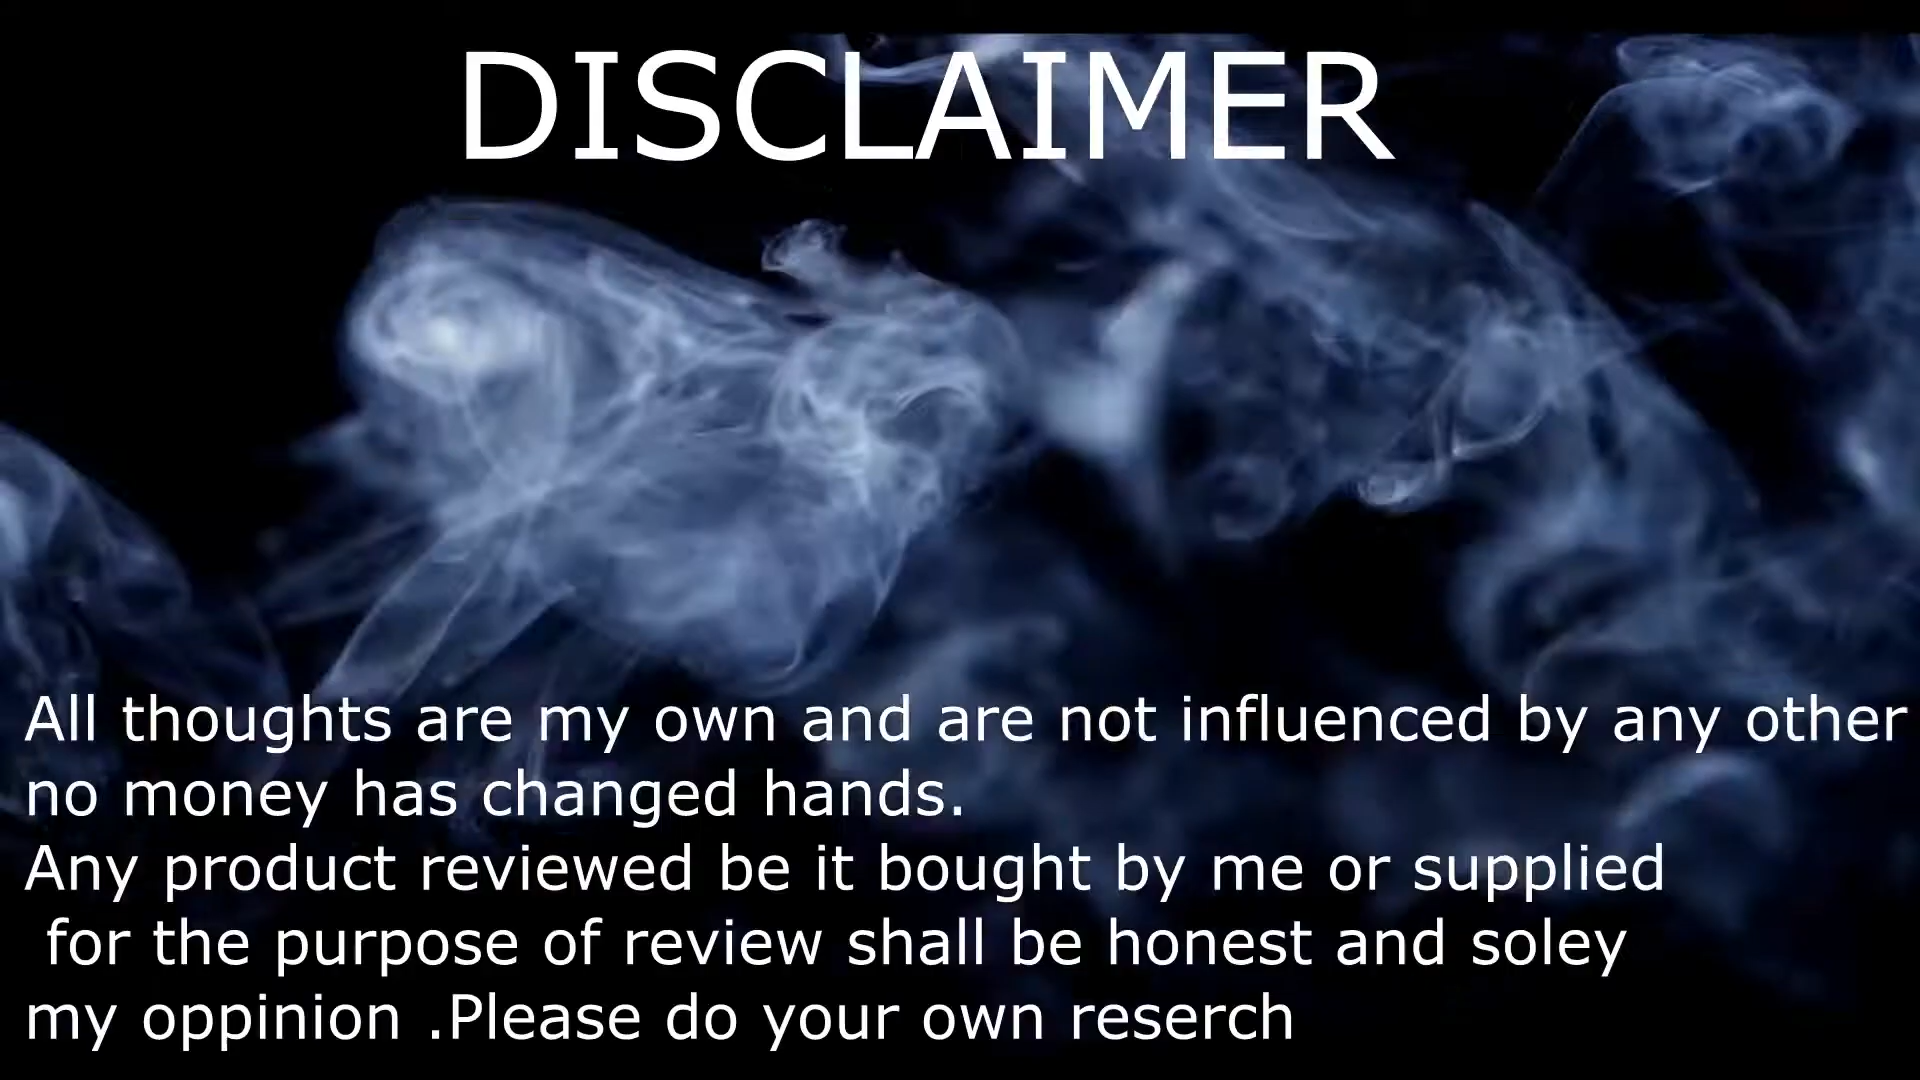 DISCLAIMER
All thoughts are my own and are not influenced by any other
no money has changed hands.
Any product reviewed be it bought by me or supplied
for the purpose of review shall be honest and soley
my oppinion .Please do your own reserch